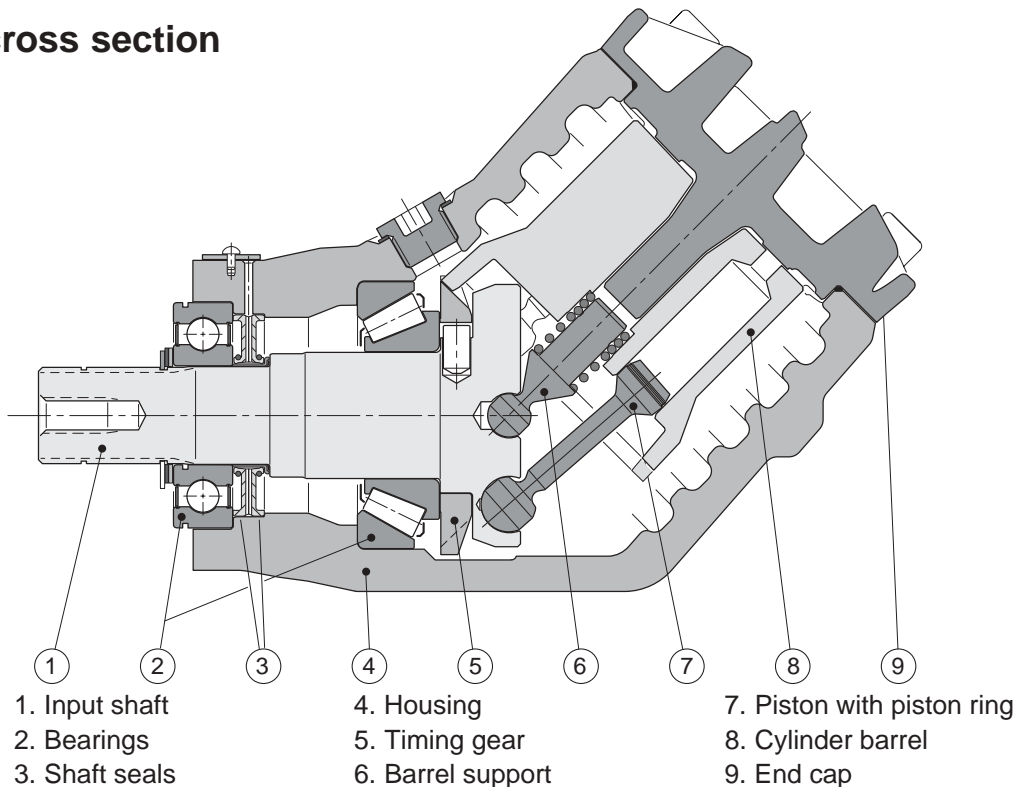 cross section
1 2 3 4 5 6 7 8 9
1. Input shaft
2. Bearings
3. Shaft seals
4. Housing
5. Timing gear
6. Barrel support
7. Piston with piston ring
8. Cylinder barrel
9. End cap